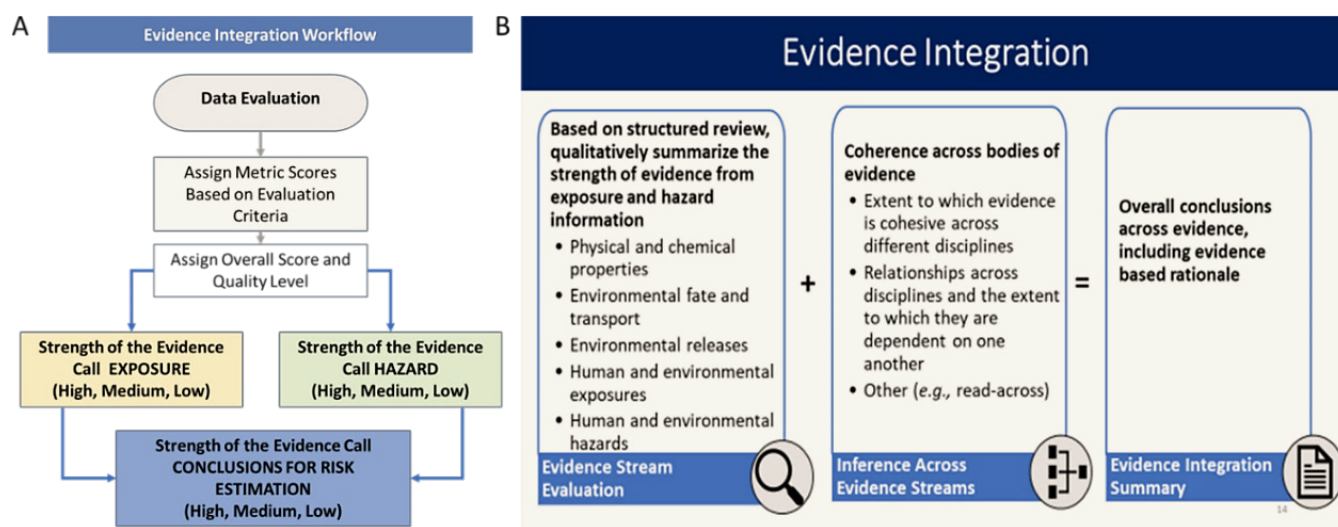 A
Evidence Integration Workflow
Data Evaluation
Assign Metric Scores
Based on Evaluation
Criteria
Assign Overall Score and
Quality Level
Strength of the Evidence
Call EXPOSURE
(High, Medium, Low)
Strength of the Evidence
Call HAZARD
(High, Medium, Low)
Strength of the Evidence Call
CONCLUSIONS FOR RISK
ESTIMATION
(High, Medium, Low)
B
Evidence Integration
Based on structured review,
qualitatively summarize the
strength of evidence from
exposure and hazard
information
• Physical and chemical
properties
• Environmental fate and
transport
• Environmental releases
• Human and environmental
exposures
• Human and environmental
hazards
Evidence Stream
Evaluation
+
Coherence across bodies of
evidence
• Extent to which evidence
is cohesive across
different disciplines
• Relationships across
disciplines and the extent
to which they are
dependent on one
another
• Other (e.g., read-across)
Inference Across
Evidence Streams
=
Overall conclusions
across evidence,
including evidence
based rationale
Evidence Integration
Summary
14